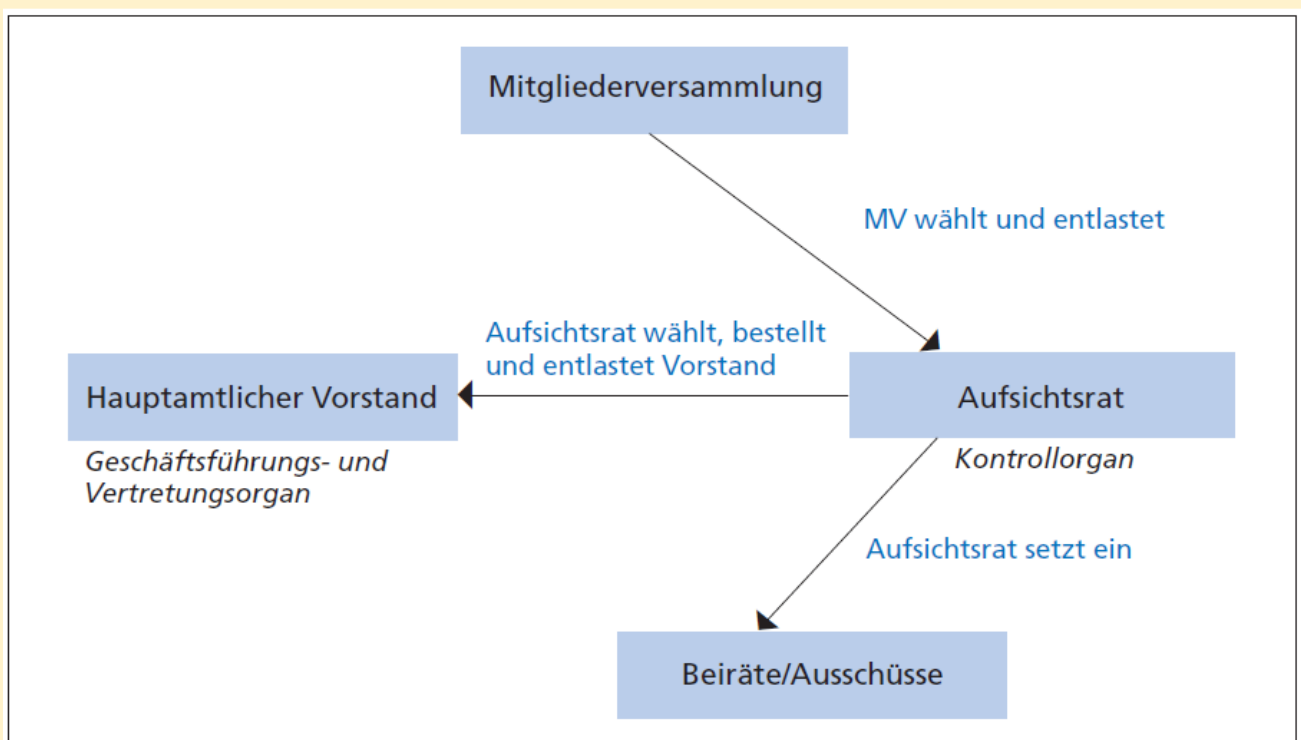 Mitgliederversammlung
MV wählt und entlastet
Aufsichtsrat wählt, bestellt
und entlastet Vorstand
Hauptamtlicher Vorstand
Geschäftsführungs- und
Vertretungsorgan
Aufsichtsrat
Kontrollorgan
Aufsichtsrat setzt ein
Beiräte/Ausschüsse